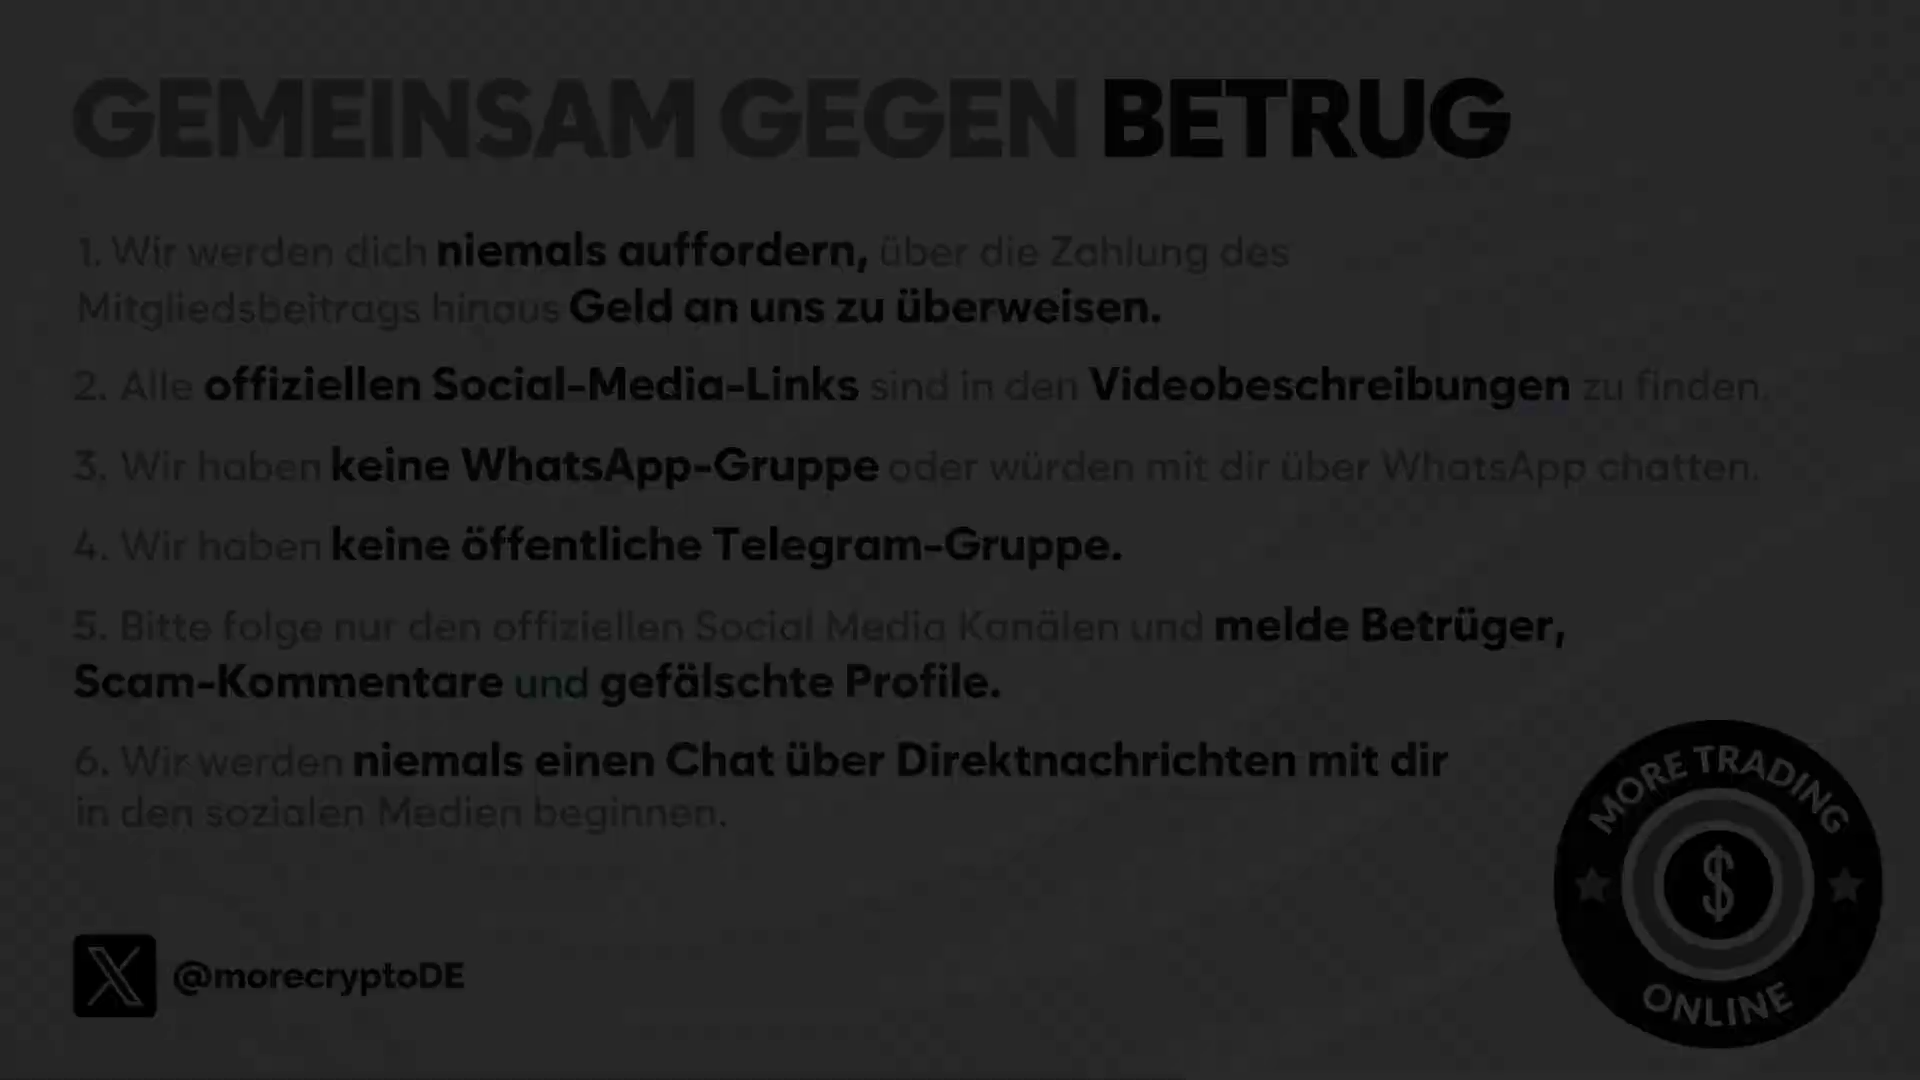 GEMEINSAM GEGEN BETRUG
1. Wir werden dich niemals auffordern, über die Zahlung des
Mitgliedsbeitrags hinaus Geld an uns zu überweisen.
2. Alle offiziellen Social-Media-Links sind in den Videobeschreibungen zu finden.
3. Wir haben keine WhatsApp-Gruppe oder würden mit dir über WhatsApp chatten.
4. Wir haben keine öffentliche Telegram-Gruppe.
5. Bitte folge nur den offiziellen Social Media Kanälen und melde Betrüger,
Scam-Kommentare und gefälschte Profile.
6. Wir werden niemals einen Chat über Direktnachrichten mit dir
in den sozialen Medien beginnen.
@morecryptoDE
MORE TRADING
$
ONLINE